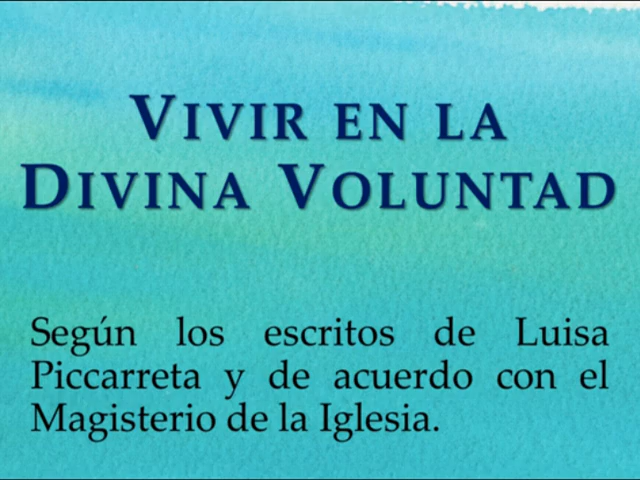 VIVIR EN LA
DIVINA VOLUNTAD
Según los escritos de Luisa
Piccarreta y de acuerdo con el
Magisterio de la Iglesia.